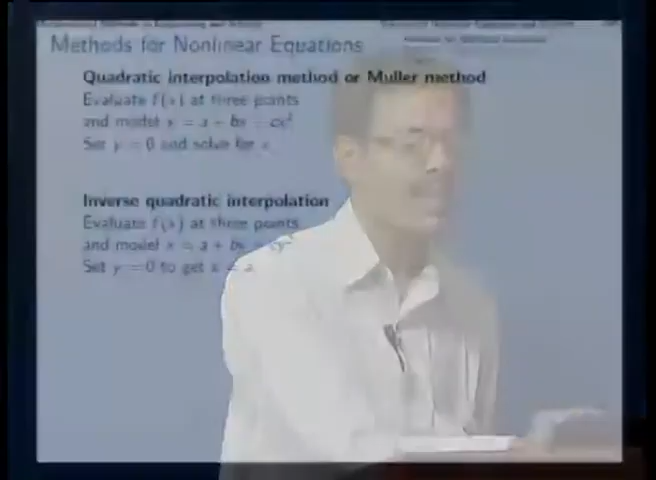 Methods for Nonlinear Equations
Quadratic interpolation method or Muller method
Evaluate f(x) at three points
and model y = a + bx + cx²
Set y = 0 and solve for x
Inverse quadratic interpolation
Evaluate f(x) at three points
and model x = a + by + cy²
Set y = 0 to get x = a